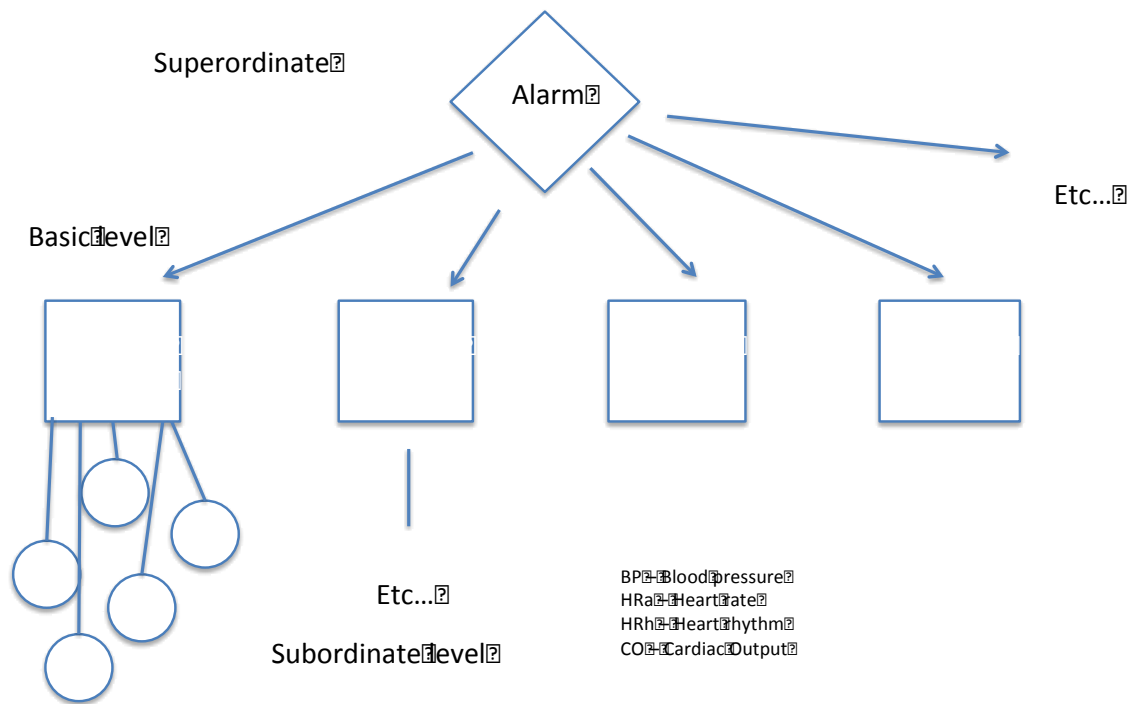 Superordinate
Alarm
Etc...
Basic level
Etc...
Subordinate level
BP – Blood pressure
HRa – Heart rate
HRh – Heart rhythm
CO – Cardiac Output